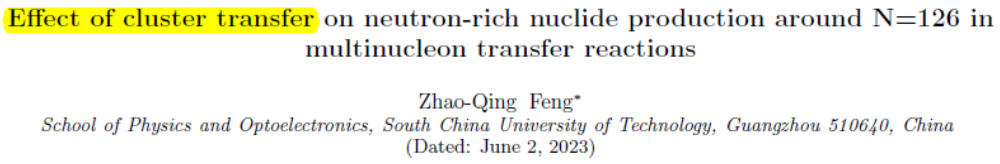 Effect of cluster transfer on neutron-rich nuclide production around N=126 in
multinucleon transfer reactions
Zhao-Qing Feng*
School of Physics and Optoelectronics, South China University of Technology, Guangzhou 510640, China
(Dated: June 2, 2023)